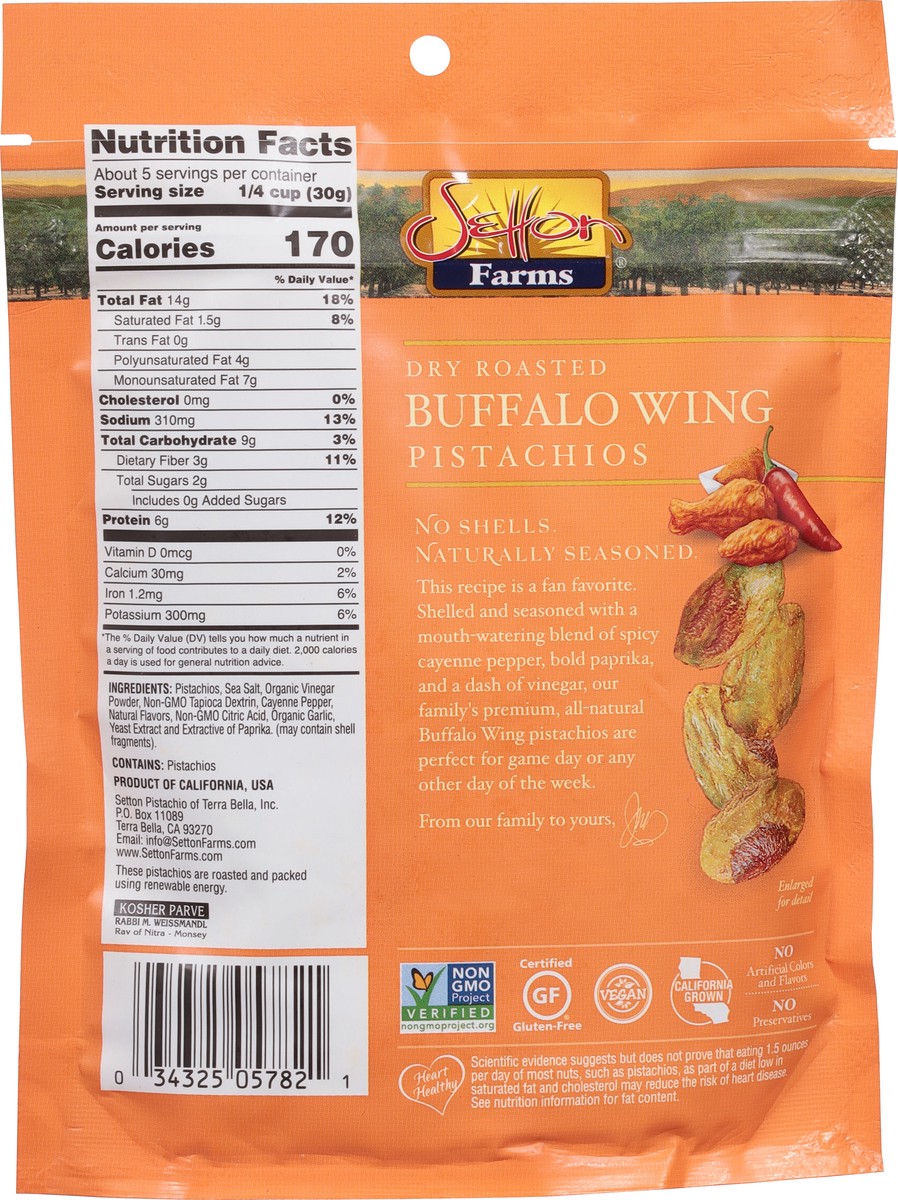 Nutrition Facts
About 5 servings per container
Serving size 1/4 cup (30g)
Amount per serving
Calories 170
% Daily Value*
Total Fat 14g 18%
Saturated Fat 1.5g 8%
Trans Fat 0g
Polyunsaturated Fat 4g
Monounsaturated Fat 7g
Cholesterol 0mg 0%
Sodium 310mg 13%
Total Carbohydrate 9g 3%
Dietary Fiber 3g 11%
Total Sugars 2g
Includes 0g Added Sugars
Protein 6g 12%
Vitamin D 0mcg 0%
Calcium 30mg 2%
Iron 1.2mg 6%
Potassium 300mg 6%
*The % Daily Value (DV) tells you how much a nutrient in
a serving of food contributes to a daily diet. 2,000 calories
a day is used for general nutrition advice.
INGREDIENTS: Pistachios, Sea Salt, Organic Vinegar
Powder, Non-GMO Tapioca Dextrin, Cayenne Pepper,
Natural Flavors, Non-GMO Citric Acid, Organic Garlic,
Yeast Extract and Extractive of Paprika. (may contain shell
fragments).
CONTAINS: Pistachios
PRODUCT OF CALIFORNIA, USA
Setton Pistachio of Terra Bella, Inc.
P.O. Box 11089
Terra Bella, CA 93270
Email: info@SettonFarms.com
www.SettonFarms.com
These pistachios are roasted and packed
using renewable energy.
KOSHER PARVE
RABBI M. WEISSMANDL
Rav of Nitra - Monsey
0 34325 05782 1
Setton
Farms®
DRY ROASTED
BUFFALO WING
PISTACHIOS
NO SHELLS.
NATURALLY SEASONED.
This recipe is a fan favorite.
Shelled and seasoned with a
mouth-watering blend of spicy
cayenne pepper, bold paprika,
and a dash of vinegar, our
family's premium, all-natural
Buffalo Wing pistachios are
perfect for game day or any
other day of the week.
From our family to yours,
Enlarged
for detail
NON
GMO
Project
VERIFIED
nongmoproject.org
Certified
GF
Gluten-Free
VEGAN
CALIFORNIA
GROWN
NO
Artificial Colors
and Flavors
NO
Preservatives
Heart
Healthy
Scientific evidence suggests but does not prove that eating 1.5 ounces
per day of most nuts, such as pistachios, as part of a diet low in
saturated fat and cholesterol may reduce the risk of heart disease.
See nutrition information for fat content.